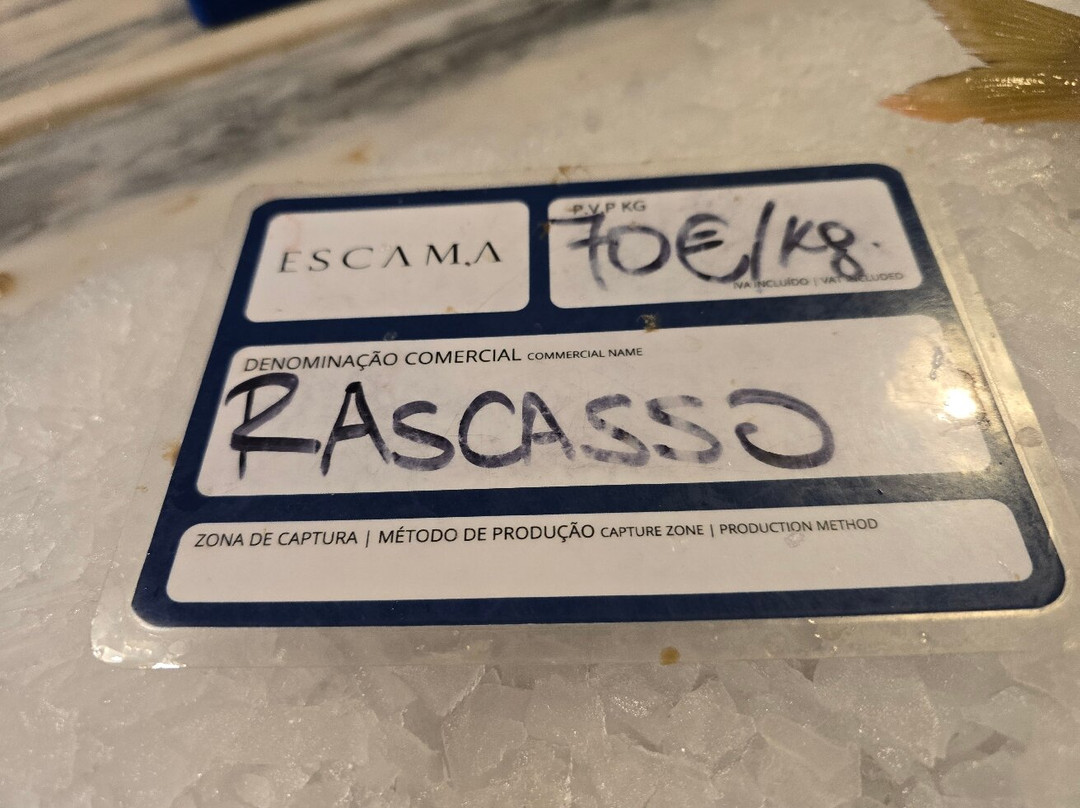 ESCAMA
P.V.P KG
70€/kg.
IVA INCLUÍDO | VAT INCLUDED
DENOMINAÇÃO COMERCIAL COMMERCIAL NAME
RASCASSO
ZONA DE CAPTURA | MÉTODO DE PRODUÇÃO CAPTURE ZONE | PRODUCTION METHOD